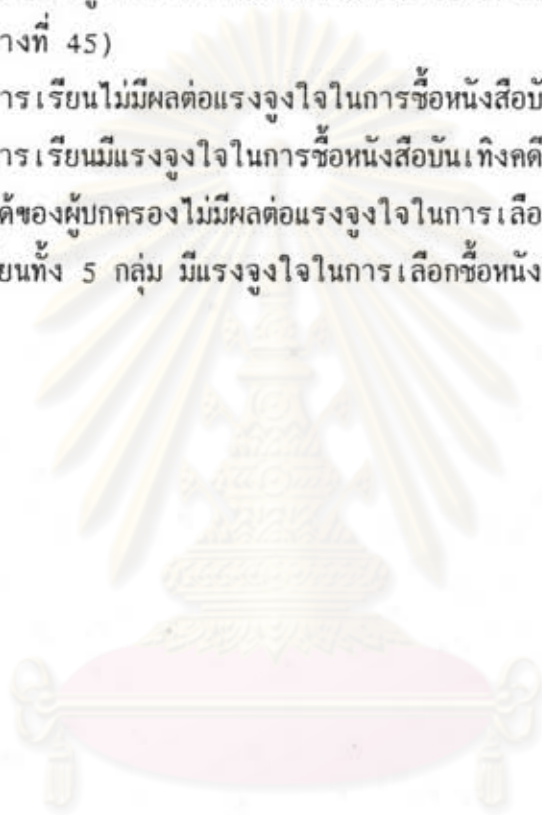 างที่ 45)
การเรียนไม่มีผลต่อแรงจูงใจในการซื้อหนังสือบั
การเรียนมีแรงจูงใจในการซื้อหนังสือบันเทิงคดี
ด้ของผู้ปกครองไม่มีผลต่อแรงจูงใจในการเลือ
ยนทั้ง 5 กลุ่ม มีแรงจูงใจในการเลือกซื้อหนัง